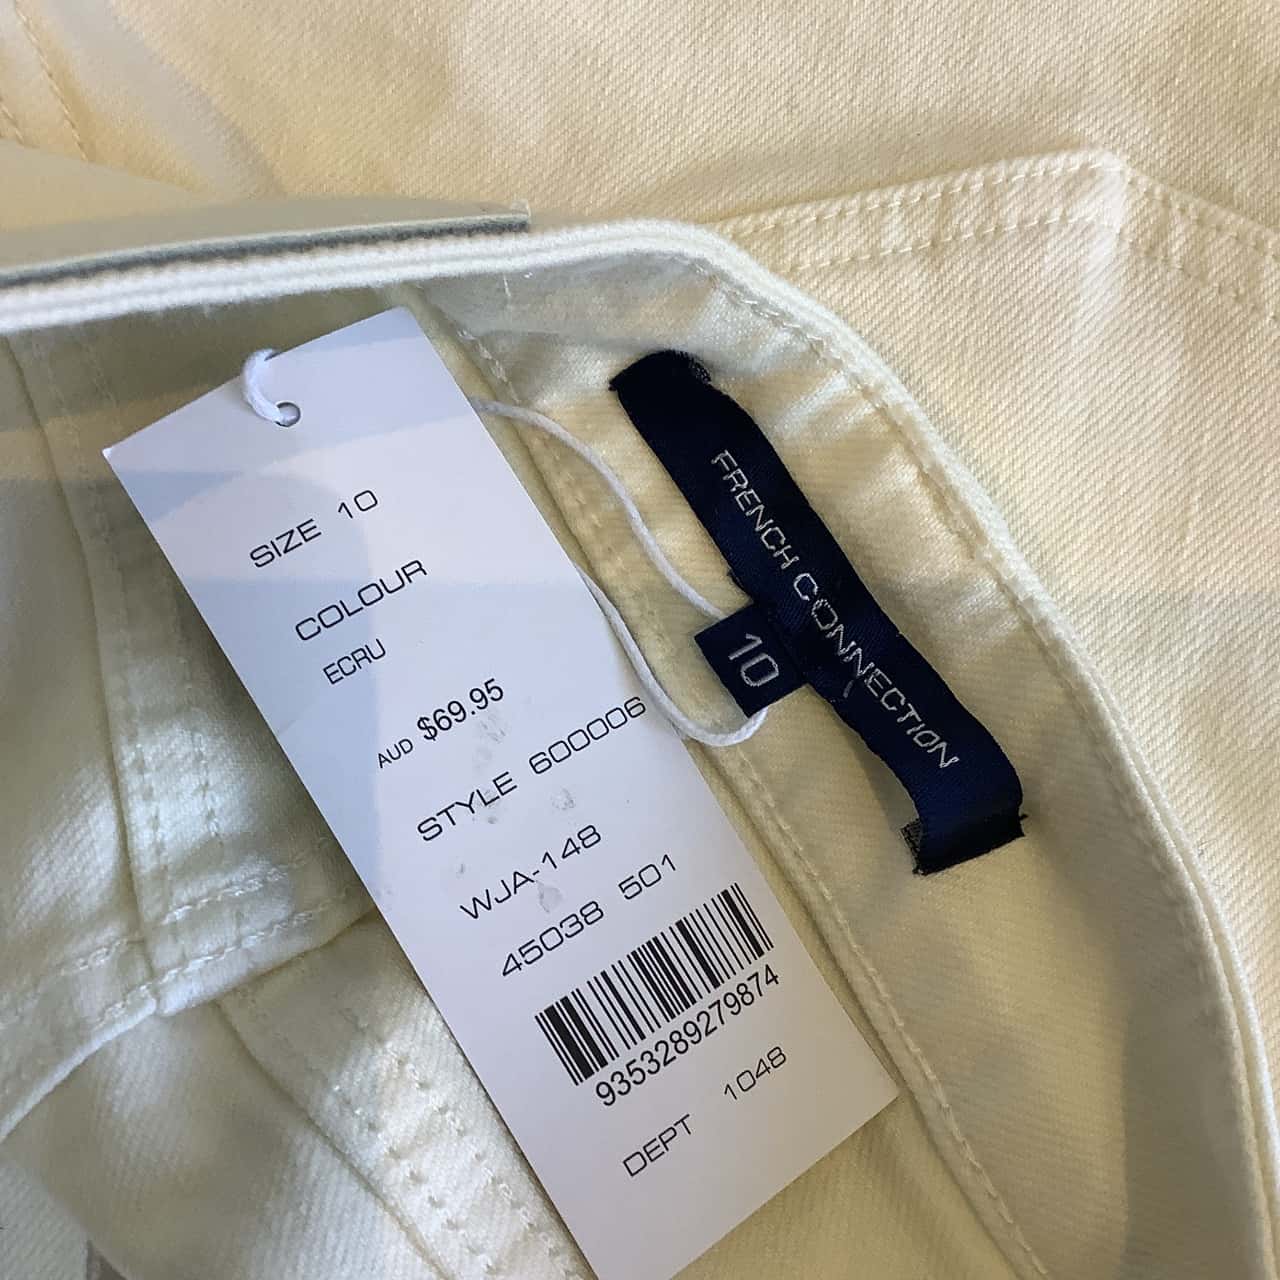 SIZE 10
COLOUR
ECRU
AUD $69.95
STYLE 600006
WJA-148
45038 501
9353289279874
DEPT 1048
FRENCH CONNECTION
10